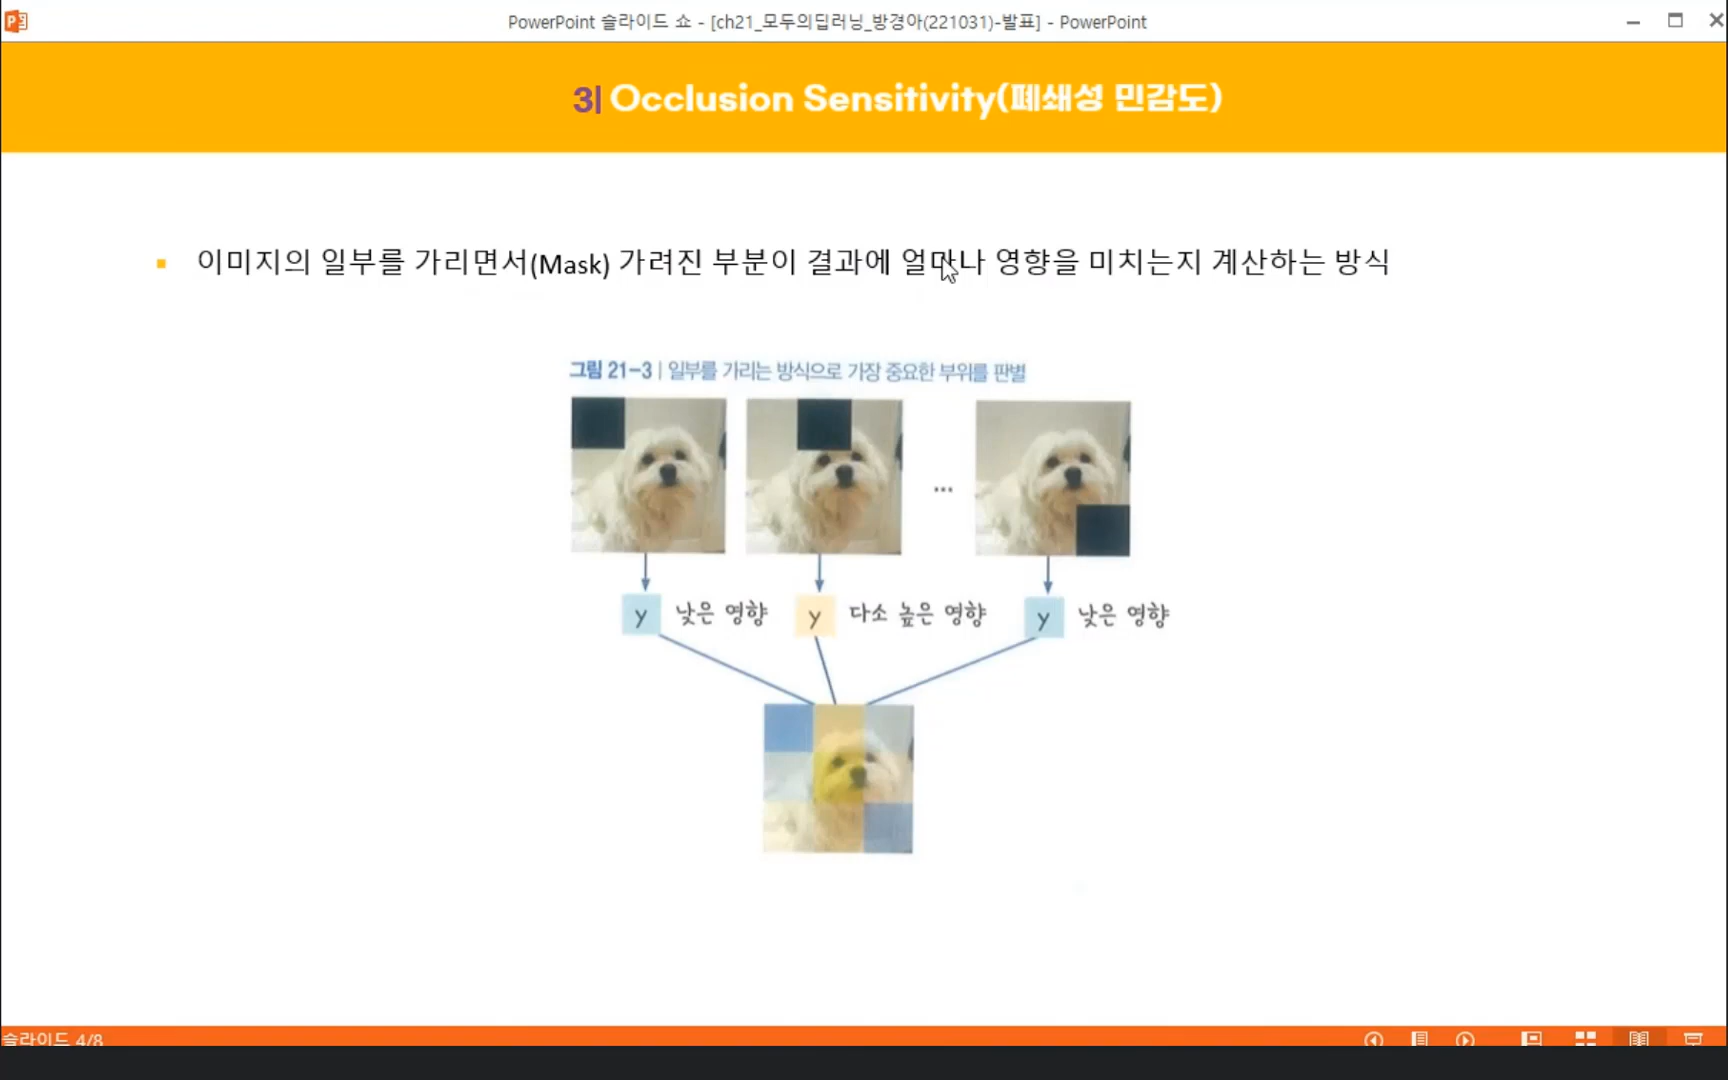 PowerPoint 슬라이드 쇼 - [ch21_모두의딥러닝_방경아(221031)-발표] - PowerPoint
3| Occlusion Sensitivity(폐쇄성 민감도)
이미지의 일부를 가리면서(Mask) 가려진 부분이 결과에 얼마나 영향을 미치는지 계산하는 방식
그림 21-3 | 일부를 가리는 방식으로 가장 중요한 부위를 판별
...
y 낮은 영향 y 다소 높은 영향 y 낮은 영향
슬라이드 4/8